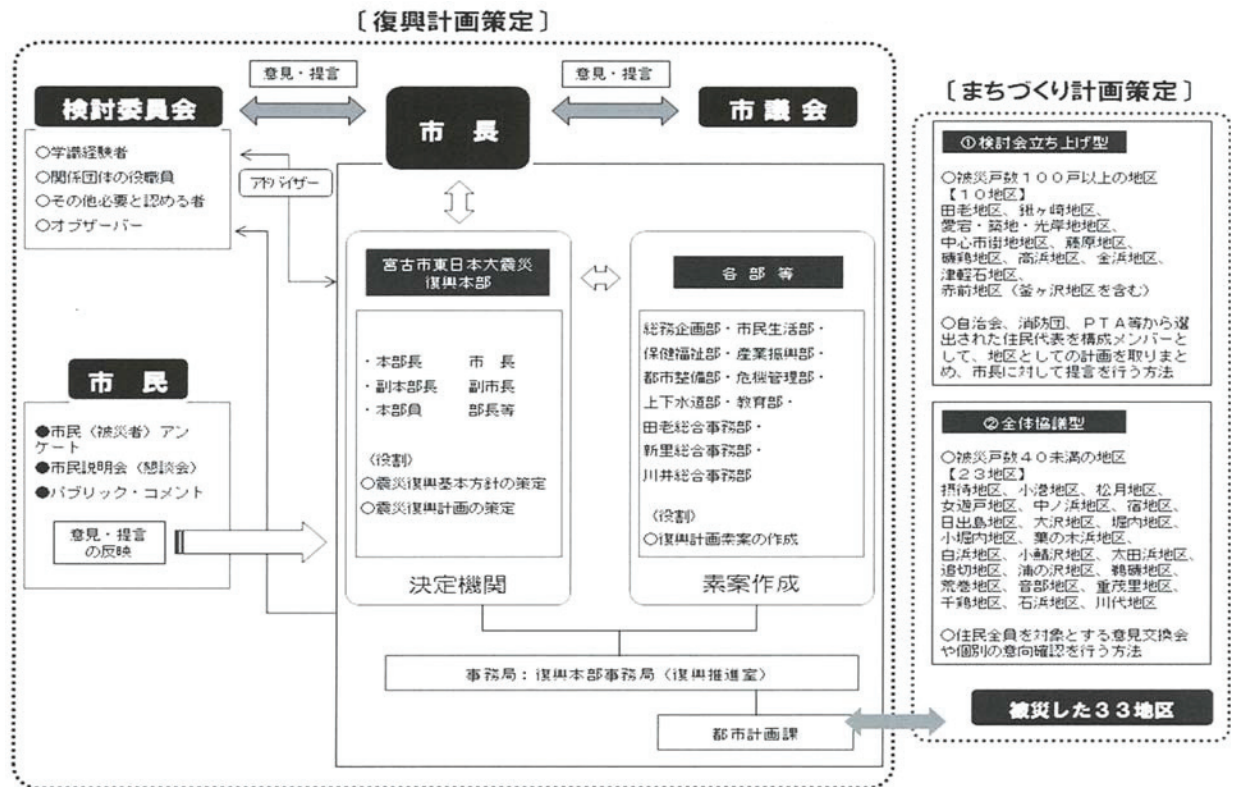 〔復興計画策定〕
意見・提言
意見・提言
検討委員会
市長
市議会
○学識経験者
○関係団体の役職員
○その他必要と認める者
○オブザーバー
アドバイザー
宮古市東日本大震災
復興本部
・本部長 市長
・副本部長 副市長
・本部員 部長等
〈役割〉
○震災復興基本方針の策定
○震災復興計画の策定
決定機関
各部等
総務企画部・市民生活部・
保健福祉部・産業振興部・
都市整備部・危機管理部・
上下水道部・教育部・
田老総合事務部・
新里総合事務部・
川井総合事務部
〈役割〉
○復興計画素案の作成
素案作成
市民
●市民〈被災者〉アン
ケート
●市民説明会〈懇談会〉
●パブリック・コメント
意見・提言
の反映
事務局：復興本部事務局〈復興推進室〉
都市計画課
〔まちづくり計画策定〕
①検討会立ち上げ型
○被災戸数１００戸以上の地区
【１０地区】
田老地区、鍬ヶ崎地区、
愛宕・築地・光岸地地区、
中心市街地地区、藤原地区、
磯鶏地区、高浜地区、金浜地区、
津軽石地区、
赤前地区〈釜ヶ沢地区を含む〉
○自治会、消防団、ＰＴＡ等から選
出された住民代表を構成メンバーと
して、地区としての計画を取りまと
め、市長に対して提言を行う方法
②全体協議型
○被災戸数４０未満の地区
【２３地区】
摂待地区、小港地区、松月地区、
女遊戸地区、中ノ浜地区、宿地区、
日出島地区、大沢地区、堀内地区、
小堀内地区、葉の木浜地区、
白浜地区、小鯖沢地区、太田浜地区、
追切地区、浦の沢地区、鵜磯地区、
荒巻地区、音部地区、重茂里地区、
千鶏地区、石浜地区、川代地区
○住民全員を対象とする意見交換会
や個別の意向確認を行う方法
被災した３３地区